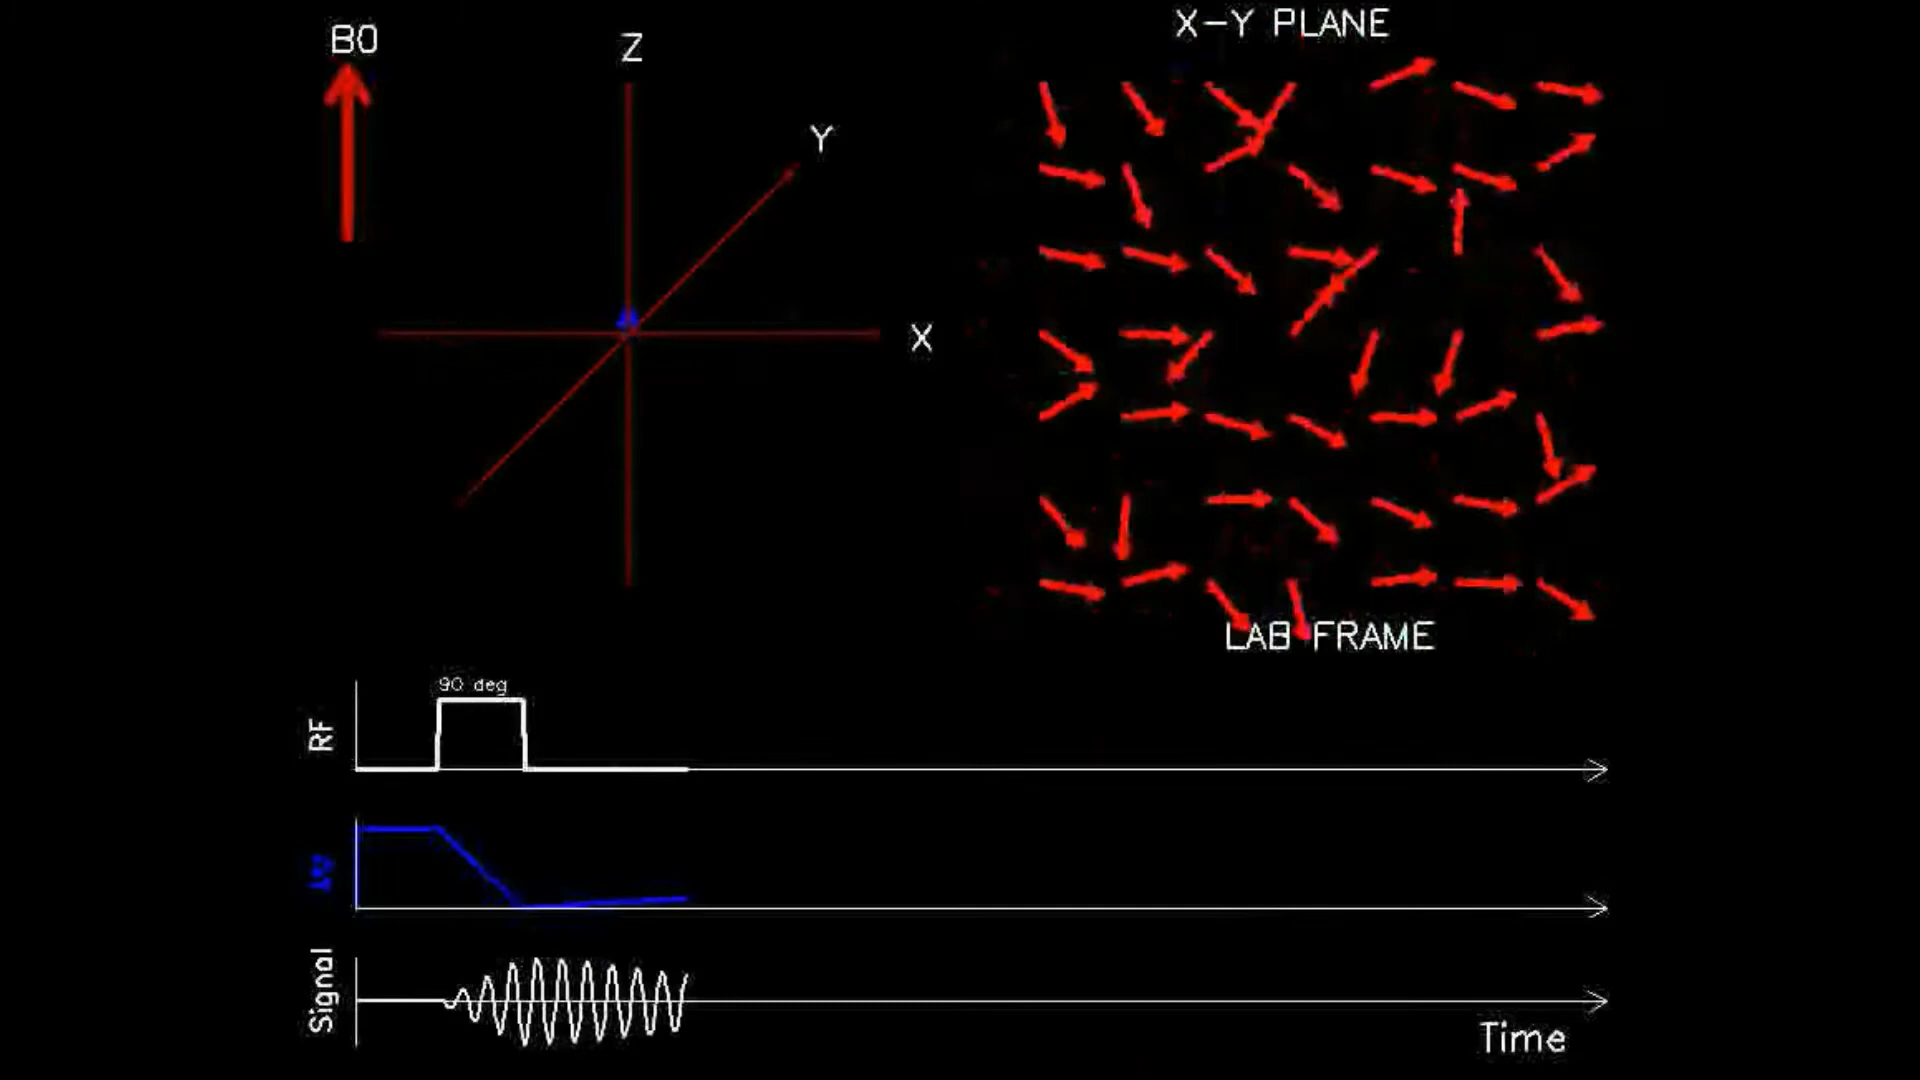 B0
Z
Y
X
X-Y PLANE
LAB FRAME
90 deg
RF
Signal
Time